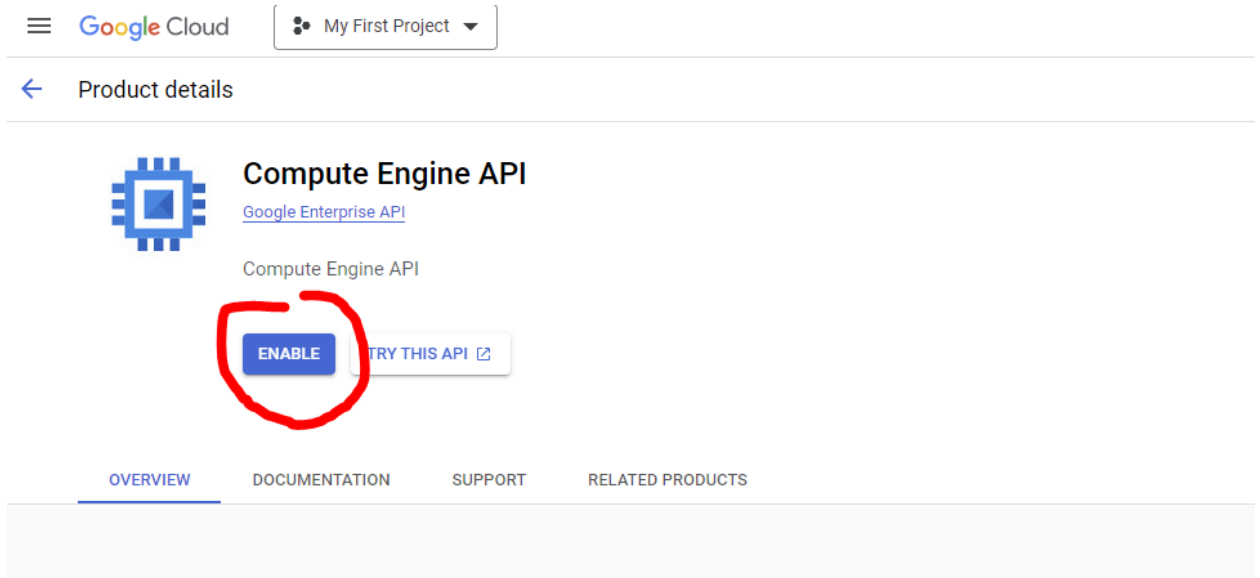 Google Cloud My First Project
Product details
Compute Engine API
Google Enterprise API
Compute Engine API
ENABLE TRY THIS API
OVERVIEW DOCUMENTATION SUPPORT RELATED PRODUCTS